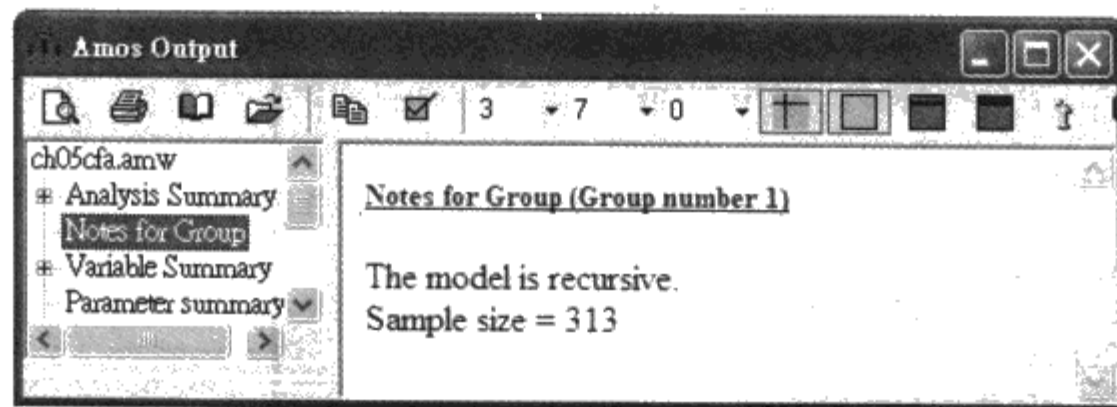 Amos Output
3 7 0
ch05cfa.amw
Analysis Summary
Notes for Group
Variable Summary
Parameter summary
Notes for Group (Group number 1)
The model is recursive.
Sample size = 313